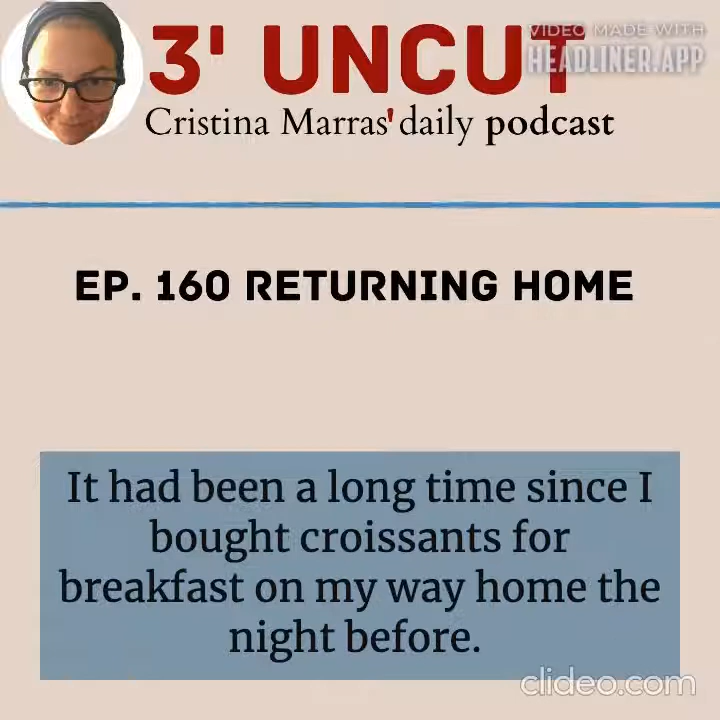 VIDEO MADE WITH
HEADLINER.APP
3' UNCUT
Cristina Marras' daily podcast
EP. 160 RETURNING HOME
It had been a long time since I
bought croissants for
breakfast on my way home the
night before.
clideo.com